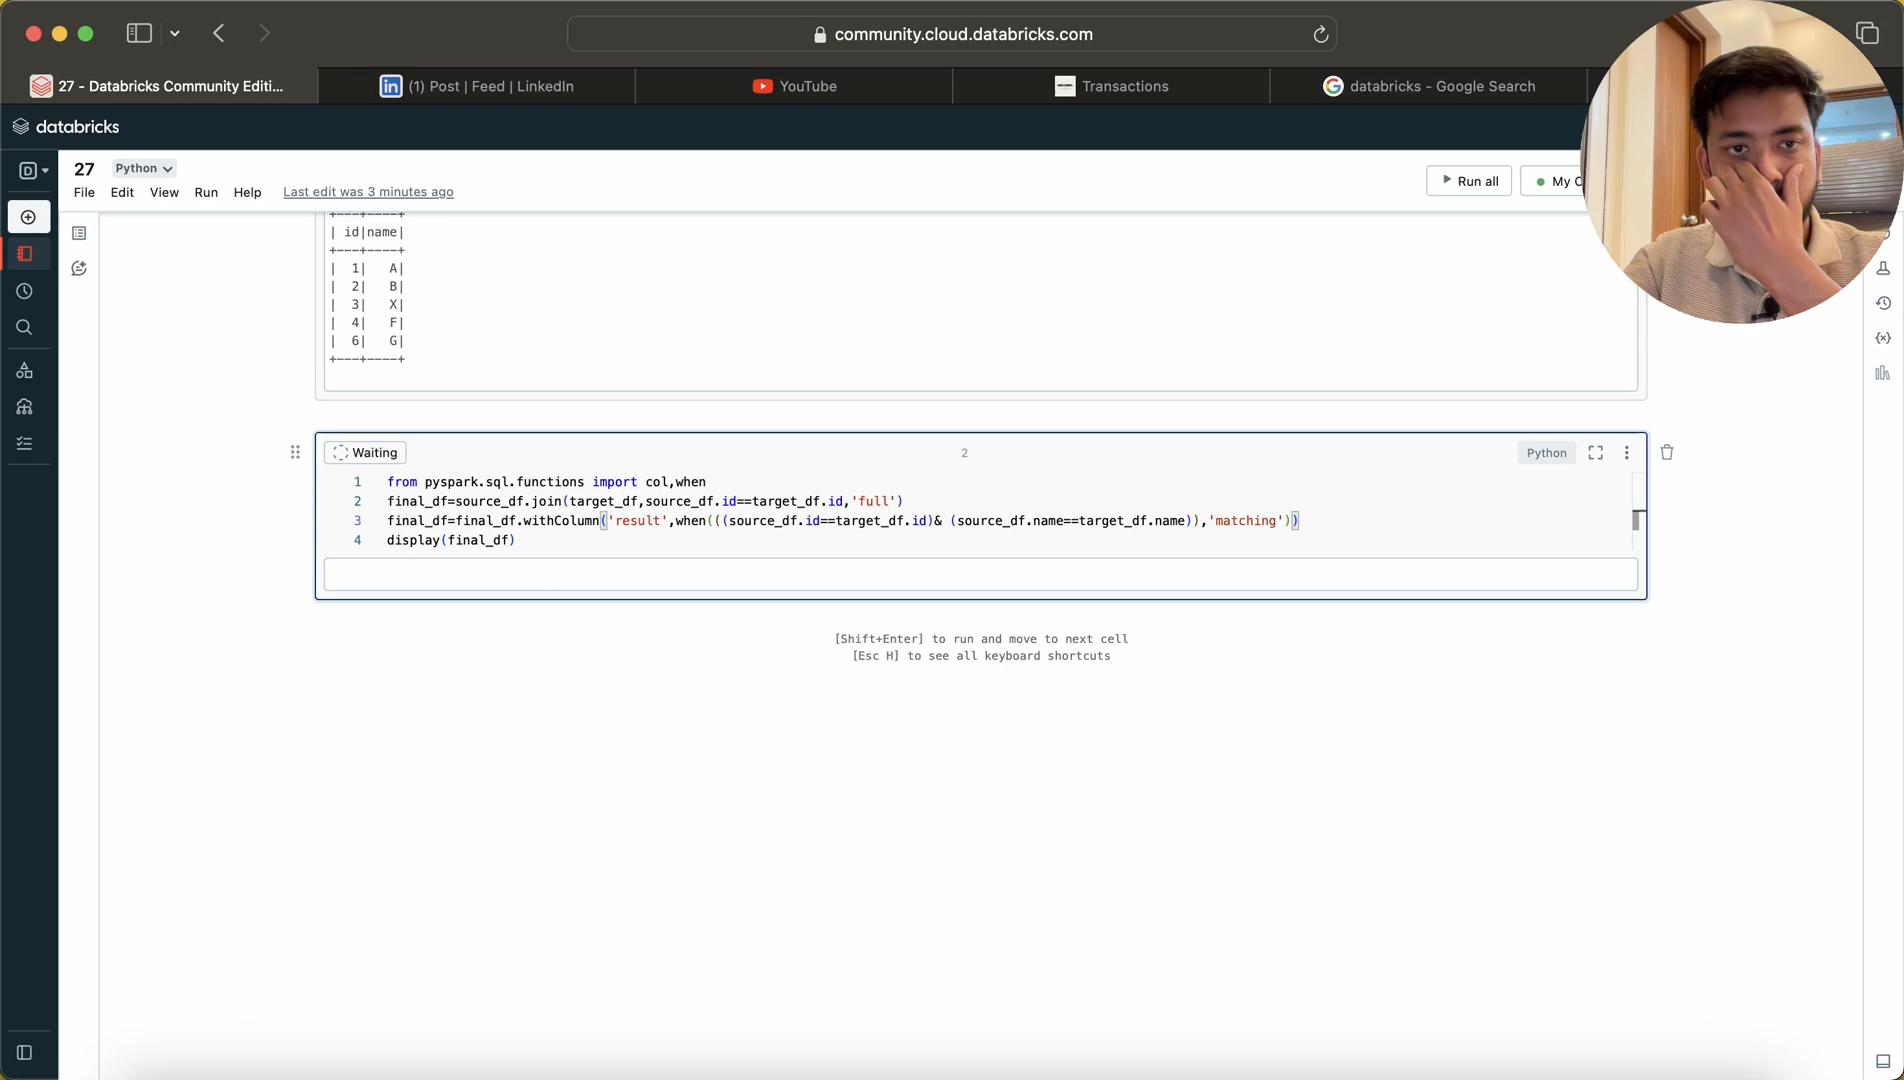 community.cloud.databricks.com
27 - Databricks Community Editi...
(1) Post | Feed | LinkedIn
YouTube
Transactions
databricks - Google Search
databricks
D
27
Python
File Edit View Run Help Last edit was 3 minutes ago
Run all
My C
+---+----+
| id|name|
+---+----+
|  1|   A|
|  2|   B|
|  3|   X|
|  4|   F|
|  6|   G|
+---+----+
Waiting
2
Python
1 from pyspark.sql.functions import col,when
2 final_df=source_df.join(target_df,source_df.id==target_df.id,'full')
3 final_df=final_df.withColumn('result',when(((source_df.id==target_df.id)& (source_df.name==target_df.name)),'matching'))
4 display(final_df)
[Shift+Enter] to run and move to next cell
[Esc H] to see all keyboard shortcuts